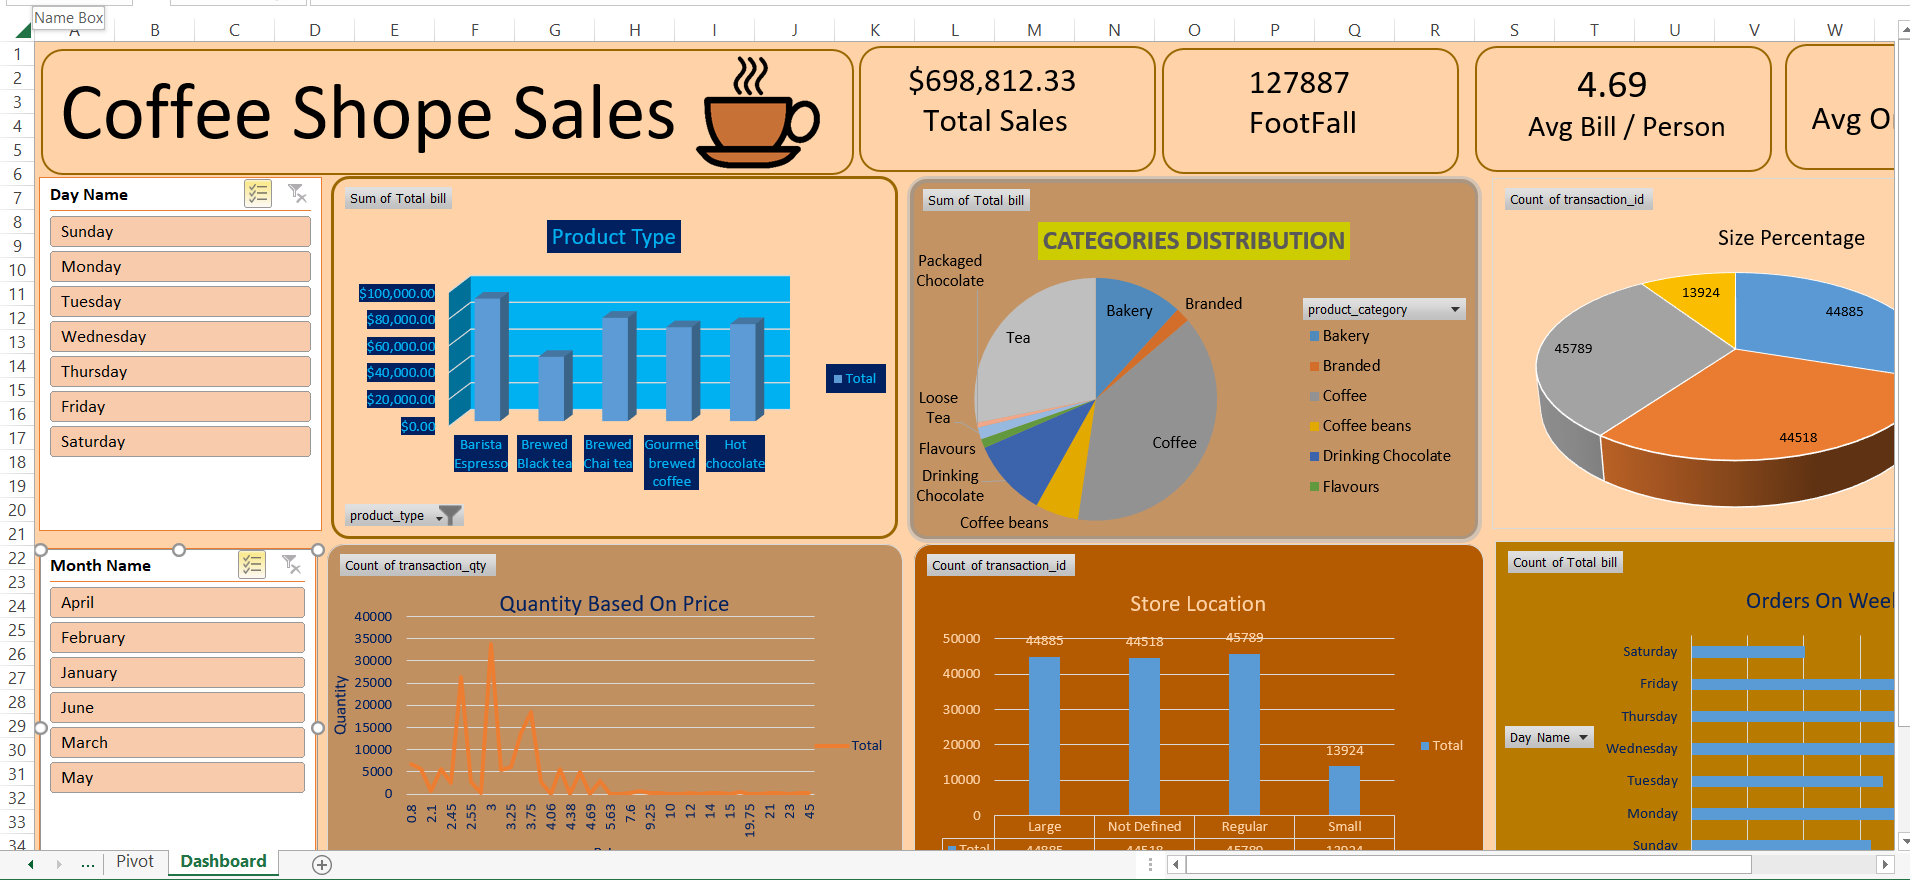 Name Box
A B C D E F G H I J K L M N O P Q R S T U V W
1
2
3
4
5
6
7
8
9
10
11
12
13
14
15
16
17
18
19
20
21
22
23
24
25
26
27
28
29
30
31
32
33
34
Coffee Shope Sales
$698,812.33
Total Sales
127887
FootFall
4.69
Avg Bill / Person
Avg O
Day Name
Sunday
Monday
Tuesday
Wednesday
Thursday
Friday
Saturday
Sum of Total bill
Product Type
$100,000.00
$80,000.00
$60,000.00
$40,000.00
$20,000.00
$0.00
Barista Espresso
Brewed Black tea
Brewed Chai tea
Gourmet brewed coffee
Hot chocolate
Total
product_type
Sum of Total bill
CATEGORIES DISTRIBUTION
Packaged Chocolate
Tea
Bakery
Branded
Loose Tea
Flavours
Drinking Chocolate
Coffee beans
Coffee
product_category
Bakery
Branded
Coffee
Coffee beans
Drinking Chocolate
Flavours
Count of transaction_id
Size Percentage
13924
44885
45789
44518
Month Name
April
February
January
June
March
May
Count of transaction_qty
Quantity Based On Price
Quantity
40000
35000
30000
25000
20000
15000
10000
5000
0
0.8 2.1 2.45 2.55 3 3.25 3.75 4.06 4.38 4.69 5.63 7.6 9.25 10 12 14 15 19.75 21 23 45
Total
Count of transaction_id
Store Location
50000
40000
30000
20000
10000
0
44885 44518 45789 13924
Large Not Defined Regular Small
Total 44885 44518 45789 13924
Total
Count of Total bill
Orders On Week
Saturday
Friday
Thursday
Wednesday
Tuesday
Monday
Sunday
Day Name
... Pivot Dashboard